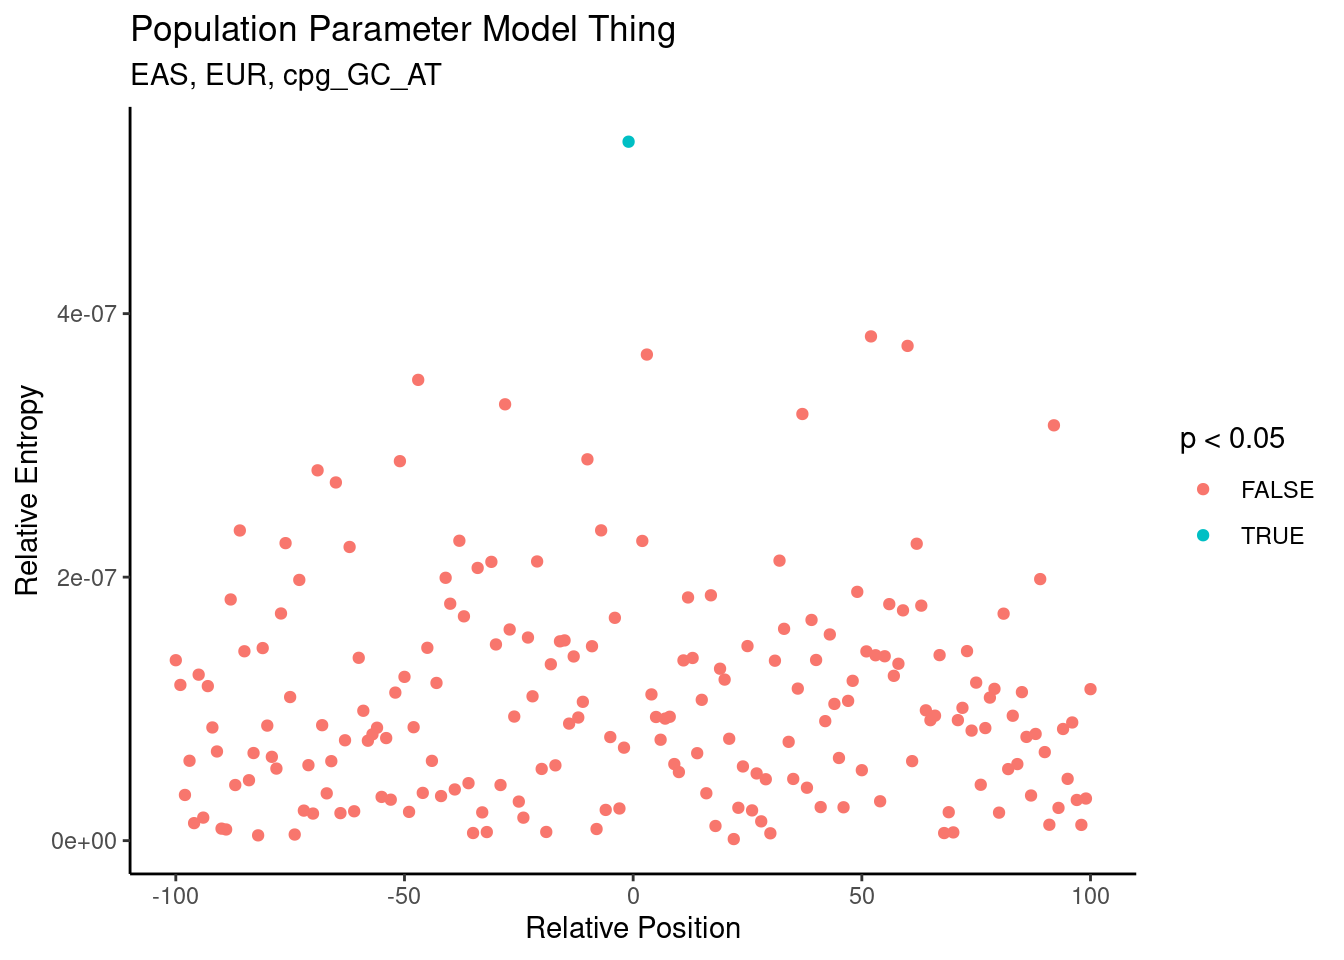 Population Parameter Model Thing
EAS, EUR, cpg_GC_AT
Relative Entropy
4e-07
2e-07
0e+00
-100
-50
0
50
100
Relative Position
p < 0.05
FALSE
TRUE